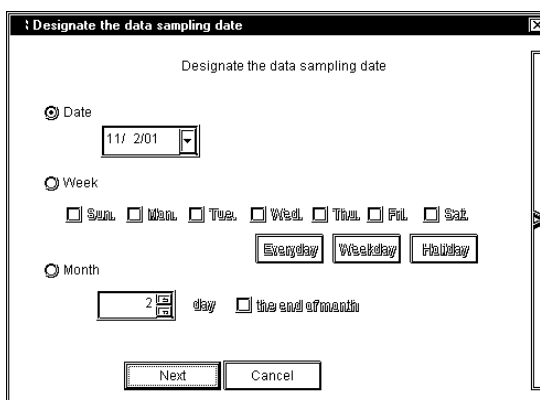 Designate the data sampling date
Designate the data sampling date
Date
11/ 2/01
Week
Sun. Mon. Tue. Wed. Thu. Fri. Sat.
Everyday Weekday Holiday
Month
2 day the end of month
Next Cancel